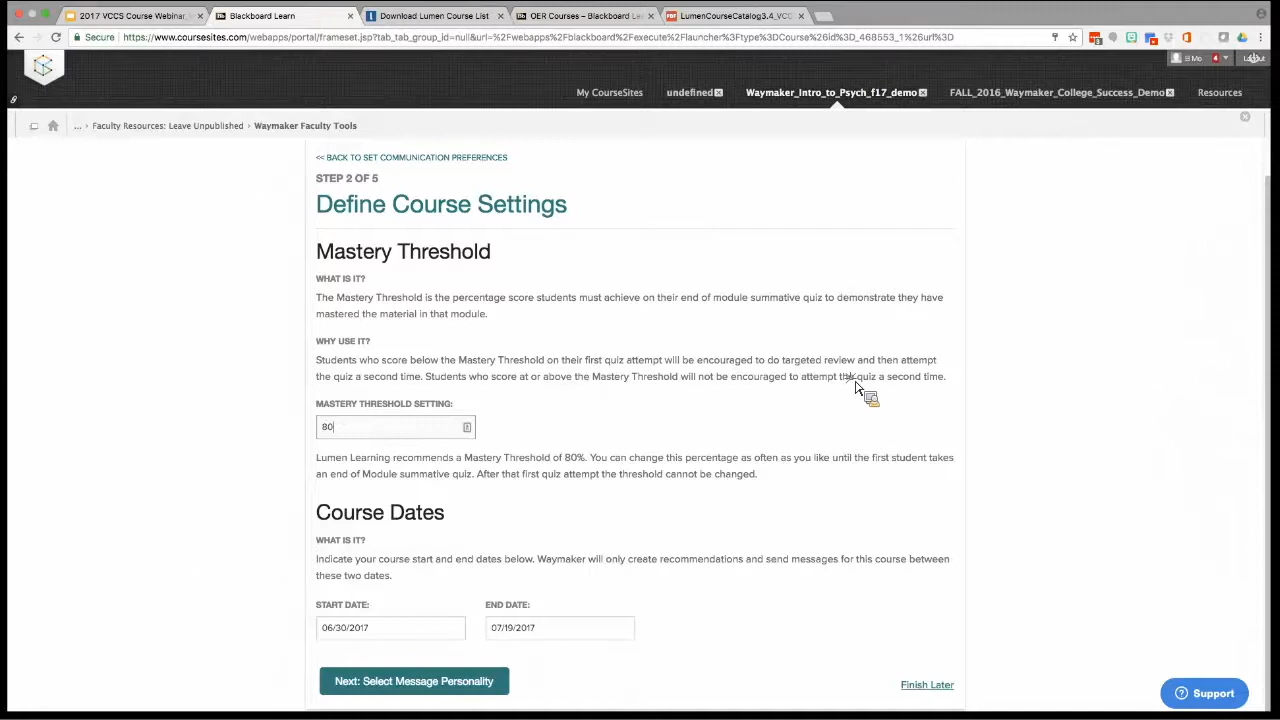 2017 VCCS Course Webinar_
Blackboard Learn
Download Lumen Course List
OER Courses – Blackboard Le
LumenCourseCatalog3.4_VCC
Secure
https://www.coursesites.com/webapps/portal/frameset.jsp?tab_tab_group_id=null&url=%2Fwebapps%2Fblackboard%2Fexecute%2Flauncher%3Ftype%3DCourse%26id%3D_468553_1%26url%3D
El Mo 4 Logout
My CourseSites
undefined
Waymaker_Intro_to_Psych_f17_demo
FALL_2016_Waymaker_College_Success_Demo
Resources
... › Faculty Resources: Leave Unpublished › Waymaker Faculty Tools
<< BACK TO SET COMMUNICATION PREFERENCES
STEP 2 OF 5
Define Course Settings
Mastery Threshold
WHAT IS IT?
The Mastery Threshold is the percentage score students must achieve on their end of module summative quiz to demonstrate they have
mastered the material in that module.
WHY USE IT?
Students who score below the Mastery Threshold on their first quiz attempt will be encouraged to do targeted review and then attempt
the quiz a second time. Students who score at or above the Mastery Threshold will not be encouraged to attempt the quiz a second time.
MASTERY THRESHOLD SETTING:
80
Lumen Learning recommends a Mastery Threshold of 80%. You can change this percentage as often as you like until the first student takes
an end of Module summative quiz. After that first quiz attempt the threshold cannot be changed.
Course Dates
WHAT IS IT?
Indicate your course start and end dates below. Waymaker will only create recommendations and send messages for this course between
these two dates.
START DATE:
END DATE:
06/30/2017
07/19/2017
Next: Select Message Personality
Finish Later
Support